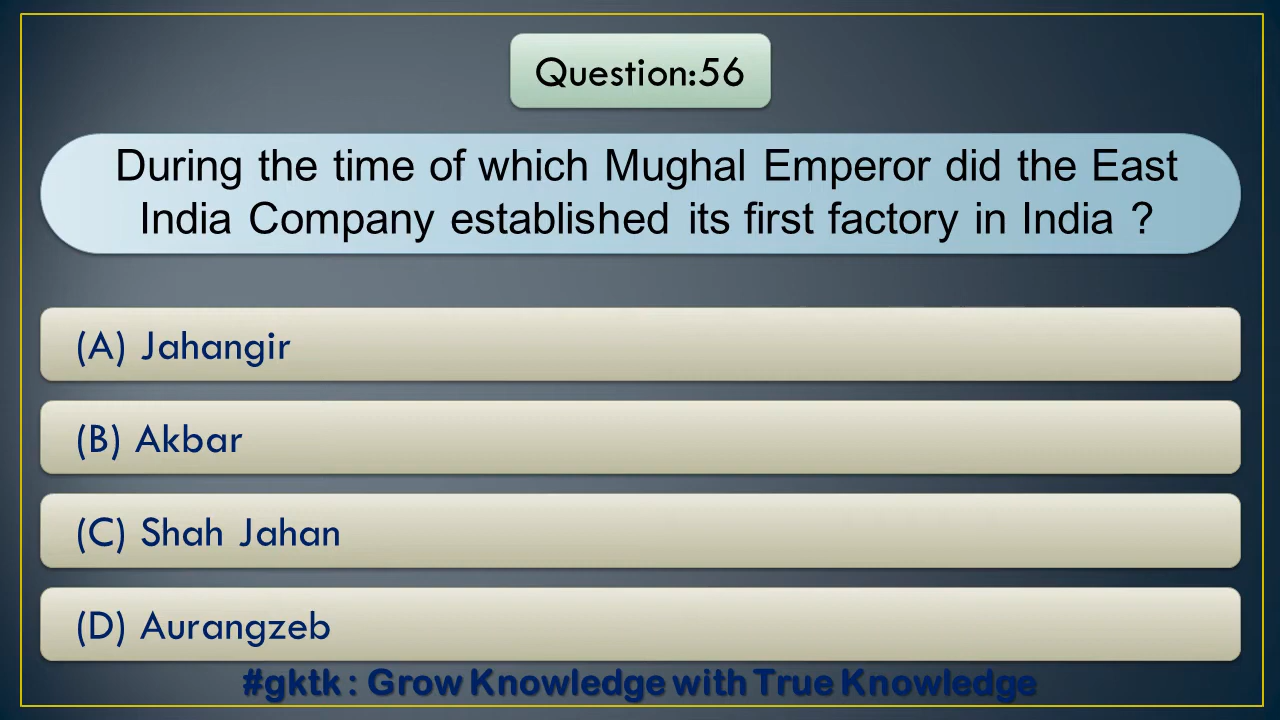 Question:56
During the time of which Mughal Emperor did the East
India Company established its first factory in India ?
(A) Jahangir
(B) Akbar
(C) Shah Jahan
(D) Aurangzeb
#gktk : Grow Knowledge with True Knowledge